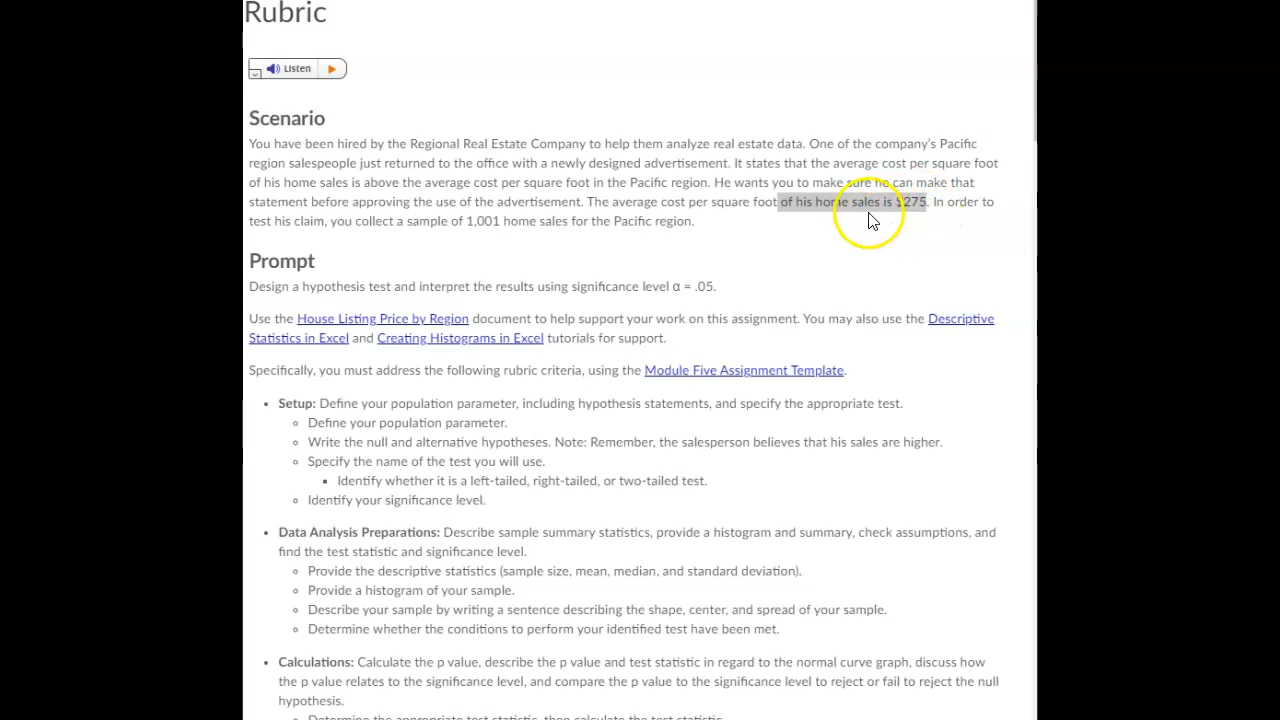 Rubric
Listen
Scenario
You have been hired by the Regional Real Estate Company to help them analyze real estate data. One of the company's Pacific
region salespeople just returned to the office with a newly designed advertisement. It states that the average cost per square foot
of his home sales is above the average cost per square foot in the Pacific region. He wants you to make sure he can make that
statement before approving the use of the advertisement. The average cost per square foot of his home sales is $275. In order to
test his claim, you collect a sample of 1,001 home sales for the Pacific region.
Prompt
Design a hypothesis test and interpret the results using significance level α = .05.
Use the House Listing Price by Region document to help support your work on this assignment. You may also use the Descriptive
Statistics in Excel and Creating Histograms in Excel tutorials for support.
Specifically, you must address the following rubric criteria, using the Module Five Assignment Template.
• Setup: Define your population parameter, including hypothesis statements, and specify the appropriate test.
◦ Define your population parameter.
◦ Write the null and alternative hypotheses. Note: Remember, the salesperson believes that his sales are higher.
◦ Specify the name of the test you will use.
▪ Identify whether it is a left-tailed, right-tailed, or two-tailed test.
◦ Identify your significance level.
• Data Analysis Preparations: Describe sample summary statistics, provide a histogram and summary, check assumptions, and
find the test statistic and significance level.
◦ Provide the descriptive statistics (sample size, mean, median, and standard deviation).
◦ Provide a histogram of your sample.
◦ Describe your sample by writing a sentence describing the shape, center, and spread of your sample.
◦ Determine whether the conditions to perform your identified test have been met.
• Calculations: Calculate the p value, describe the p value and test statistic in regard to the normal curve graph, discuss how
the p value relates to the significance level, and compare the p value to the significance level to reject or fail to reject the null
hypothesis.
◦ Determine the appropriate test statistic, then calculate the test statistic.